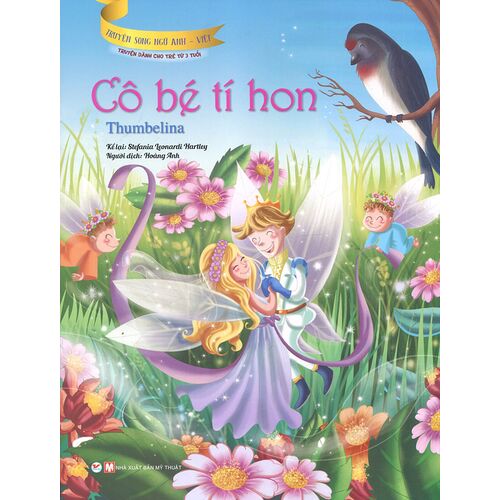 TRUYỆN SONG NGỮ ANH - VIỆT
TRUYỆN DÀNH CHO TRẺ TỪ 3 TUỔI
Cô bé tí hon
Thumbelina
Kể lại: Stefania Leonardi Hartley
Người dịch: Hoàng Anh
NHÀ XUẤT BẢN MỸ THUẬT